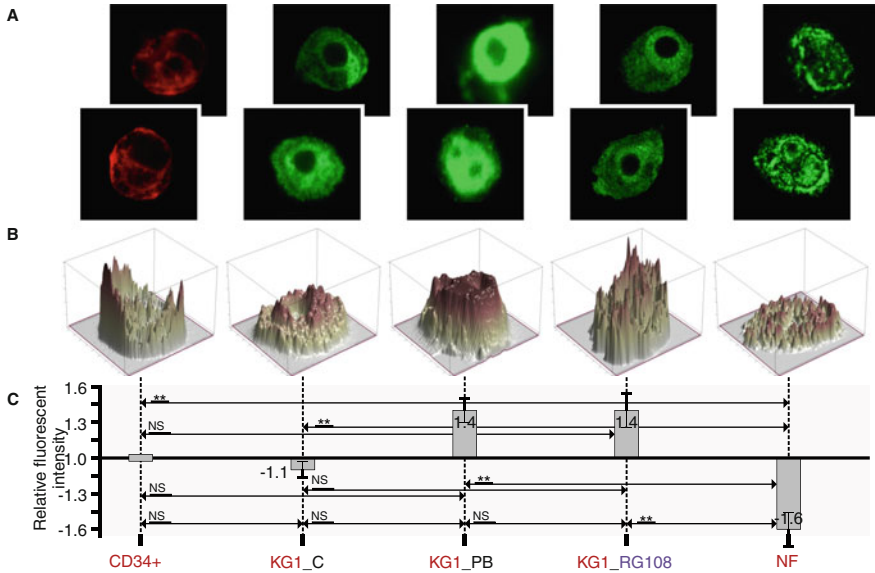 A
B
C
Relative fluorescent intensity
1.6
1.3
1.0
-1.3
-1.6
**
**
NS
1.4
1.4
-1.1
NS
**
NS
NS
NS
NS
**
-1.6
CD34+
KG1_C
KG1_PB
KG1_RG108
NF